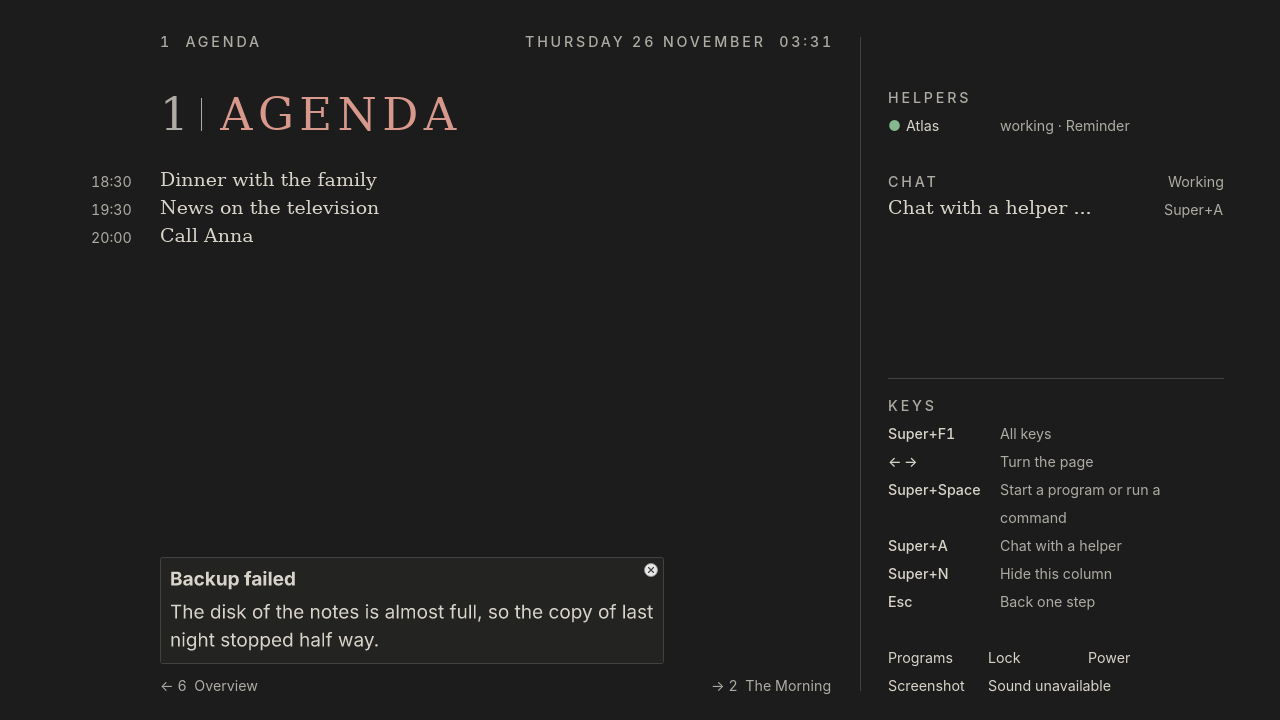 1 AGENDA
THURSDAY 26 NOVEMBER 03:31
1 AGENDA
18:30 Dinner with the family
19:30 News on the television
20:00 Call Anna
Backup failed
The disk of the notes is almost full, so the copy of last
night stopped half way.
← 6 Overview
→ 2 The Morning
HELPERS
Atlas working · Reminder
CHAT Working
Chat with a helper ... Super+A
KEYS
Super+F1 All keys
← → Turn the page
Super+Space Start a program or run a
command
Super+A Chat with a helper
Super+N Hide this column
Esc Back one step
Programs Lock Power
Screenshot Sound unavailable